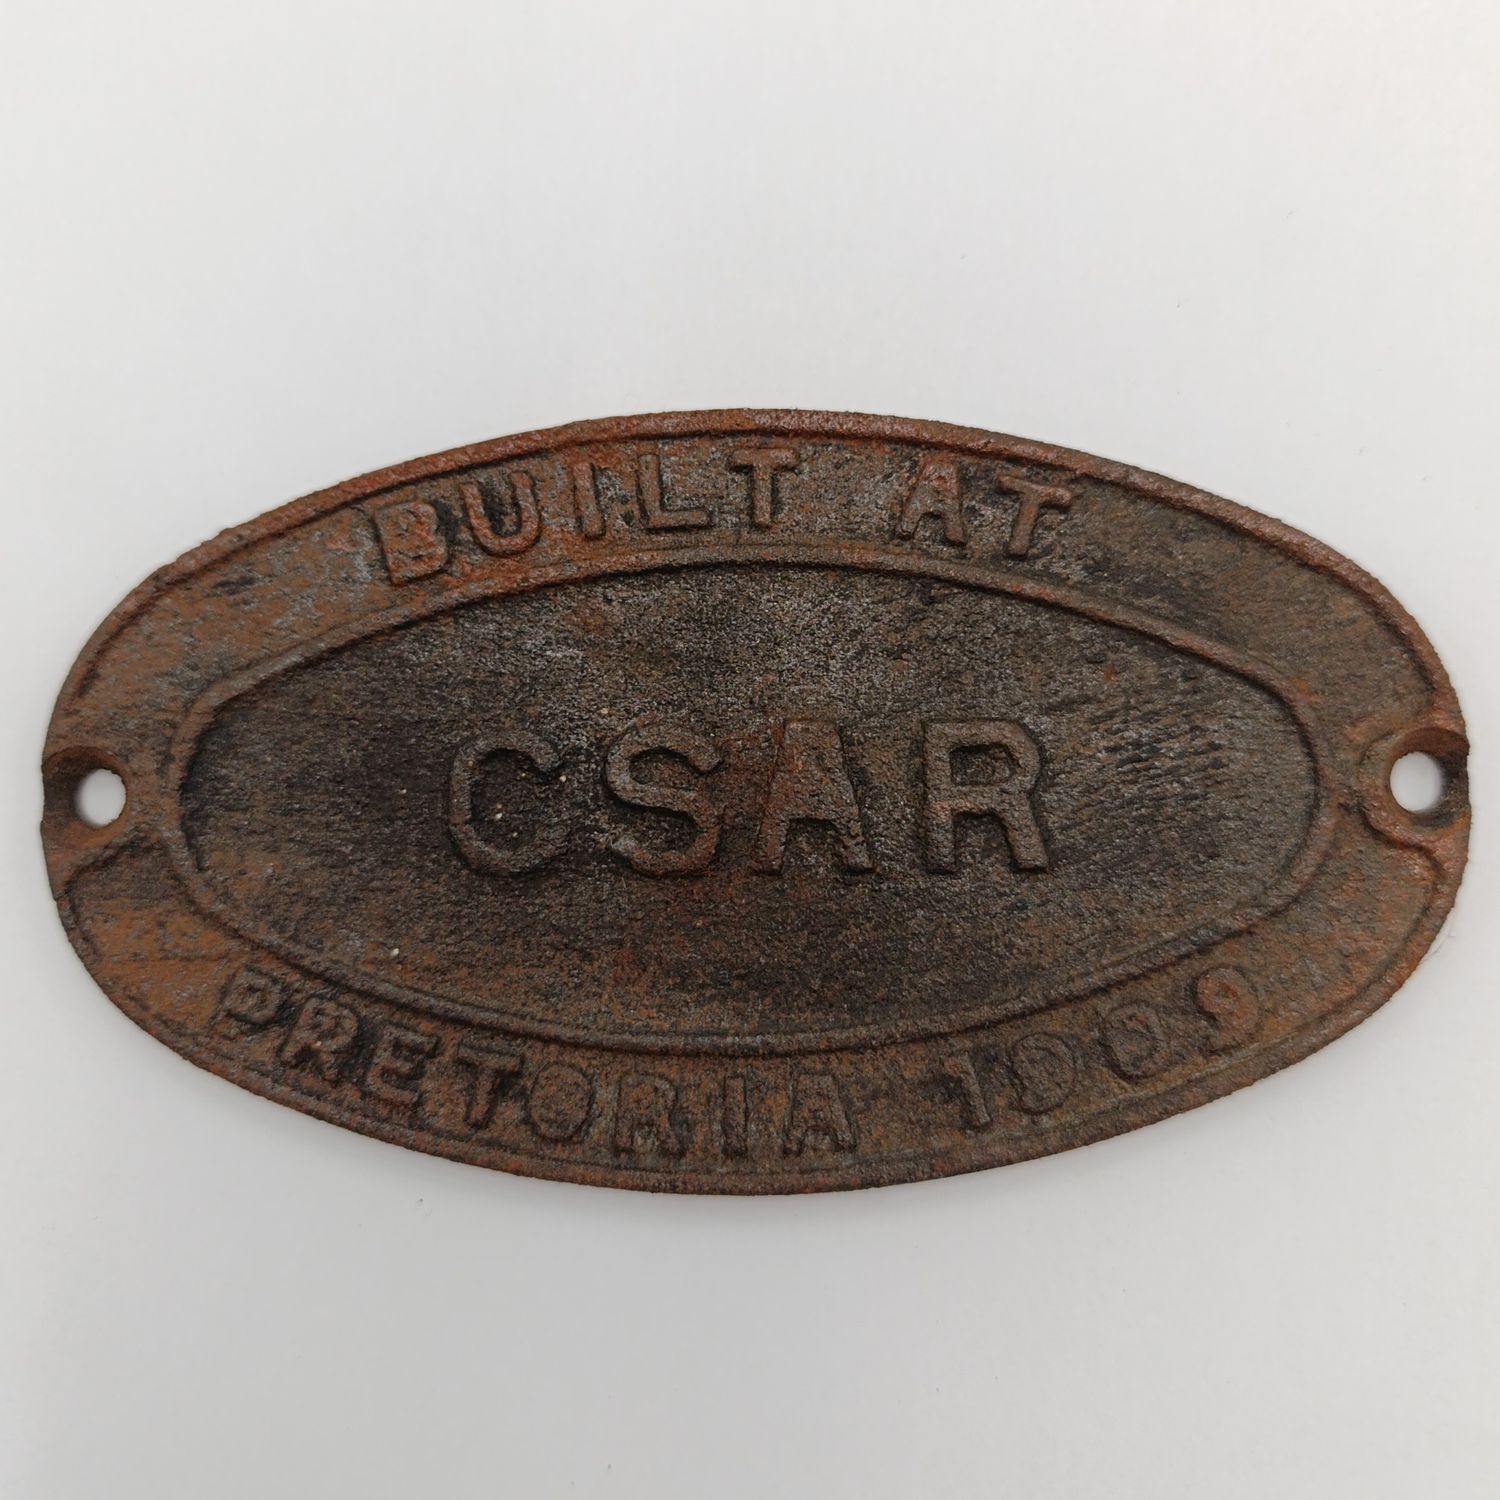 BUILT AT
CSAR
PRETORIA 1909